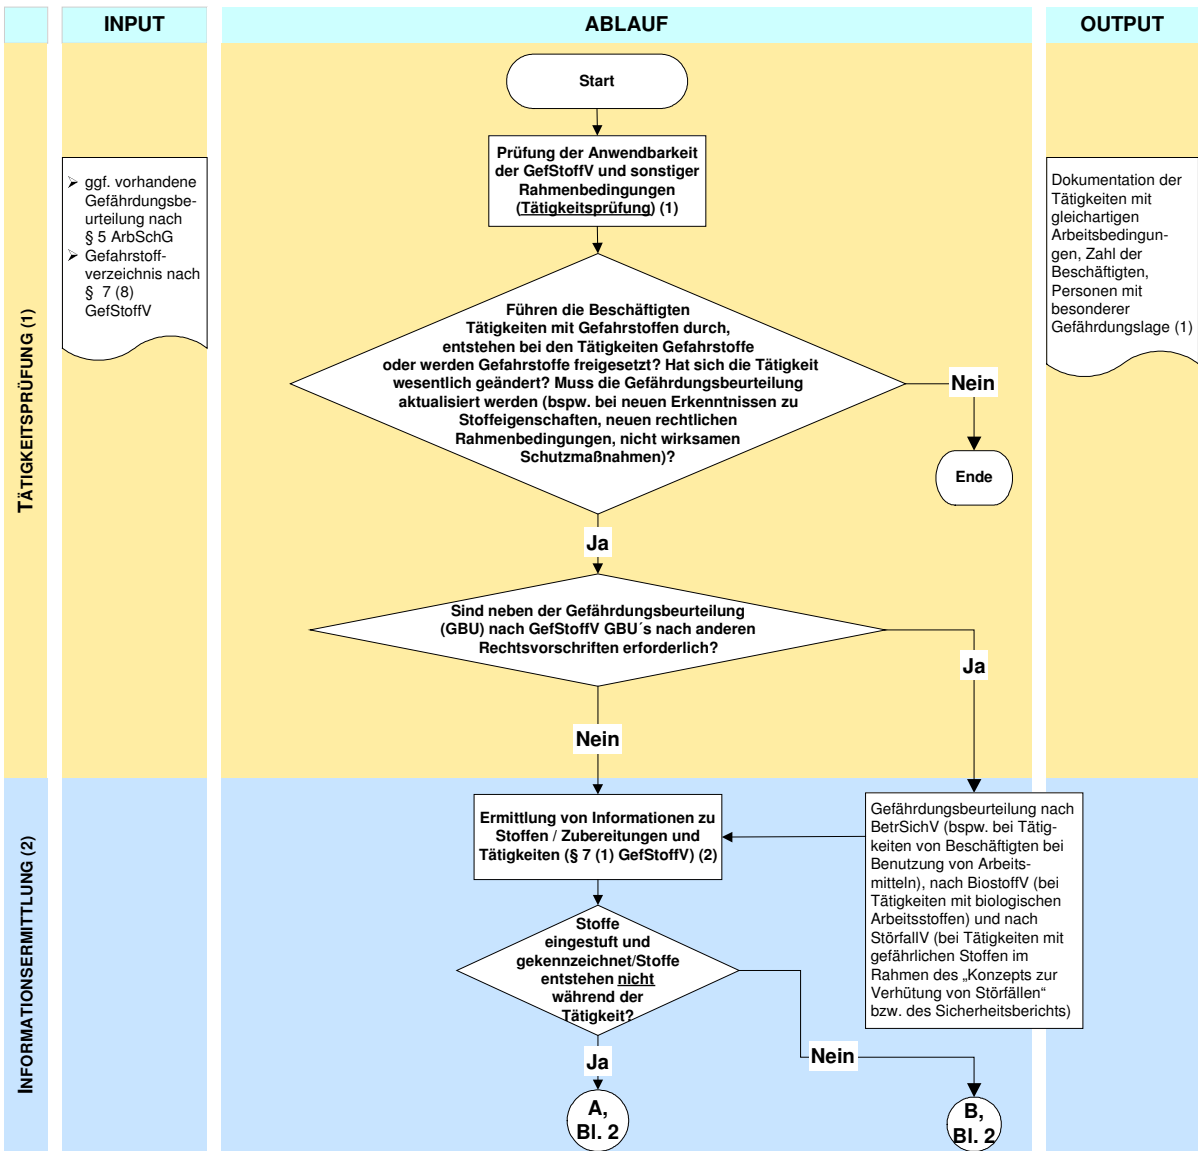 INPUT
ABLAUF
OUTPUT
TÄTIGKEITSPRÜFUNG (1)
➢ ggf. vorhandene
Gefährdungsbe-
urteilung nach
§ 5 ArbSchG
➢ Gefahrstoff-
verzeichnis nach
§ 7 (8)
GefStoffV
Start
Prüfung der Anwendbarkeit
der GefStoffV und sonstiger
Rahmenbedingungen
(Tätigkeitsprüfung) (1)
Führen die Beschäftigten
Tätigkeiten mit Gefahrstoffen durch,
entstehen bei den Tätigkeiten Gefahrstoffe
oder werden Gefahrstoffe freigesetzt? Hat sich die Tätigkeit
wesentlich geändert? Muss die Gefährdungsbeurteilung
aktualisiert werden (bspw. bei neuen Erkenntnissen zu
Stoffeigenschaften, neuen rechtlichen
Rahmenbedingungen, nicht wirksamen
Schutzmaßnahmen)?
Nein
Ende
Ja
Sind neben der Gefährdungsbeurteilung
(GBU) nach GefStoffV GBU´s nach anderen
Rechtsvorschriften erforderlich?
Ja
Nein
Dokumentation der
Tätigkeiten mit
gleichartigen
Arbeitsbedingun-
gen, Zahl der
Beschäftigten,
Personen mit
besonderer
Gefährdungslage (1)
INFORMATIONSERMITTLUNG (2)
Ermittlung von Informationen zu
Stoffen / Zubereitungen und
Tätigkeiten (§ 7 (1) GefStoffV) (2)
Gefährdungsbeurteilung nach
BetrSichV (bspw. bei Tätig-
keiten von Beschäftigten bei
Benutzung von Arbeits-
mitteln), nach BiostoffV (bei
Tätigkeiten mit biologischen
Arbeitsstoffen) und nach
StörfallV (bei Tätigkeiten mit
gefährlichen Stoffen im
Rahmen des „Konzepts zur
Verhütung von Störfällen“
bzw. des Sicherheitsberichts)
Stoffe
eingestuft und
gekennzeichnet/Stoffe
entstehen nicht
während der
Tätigkeit?
Ja
Nein
A,
Bl. 2
B,
Bl. 2